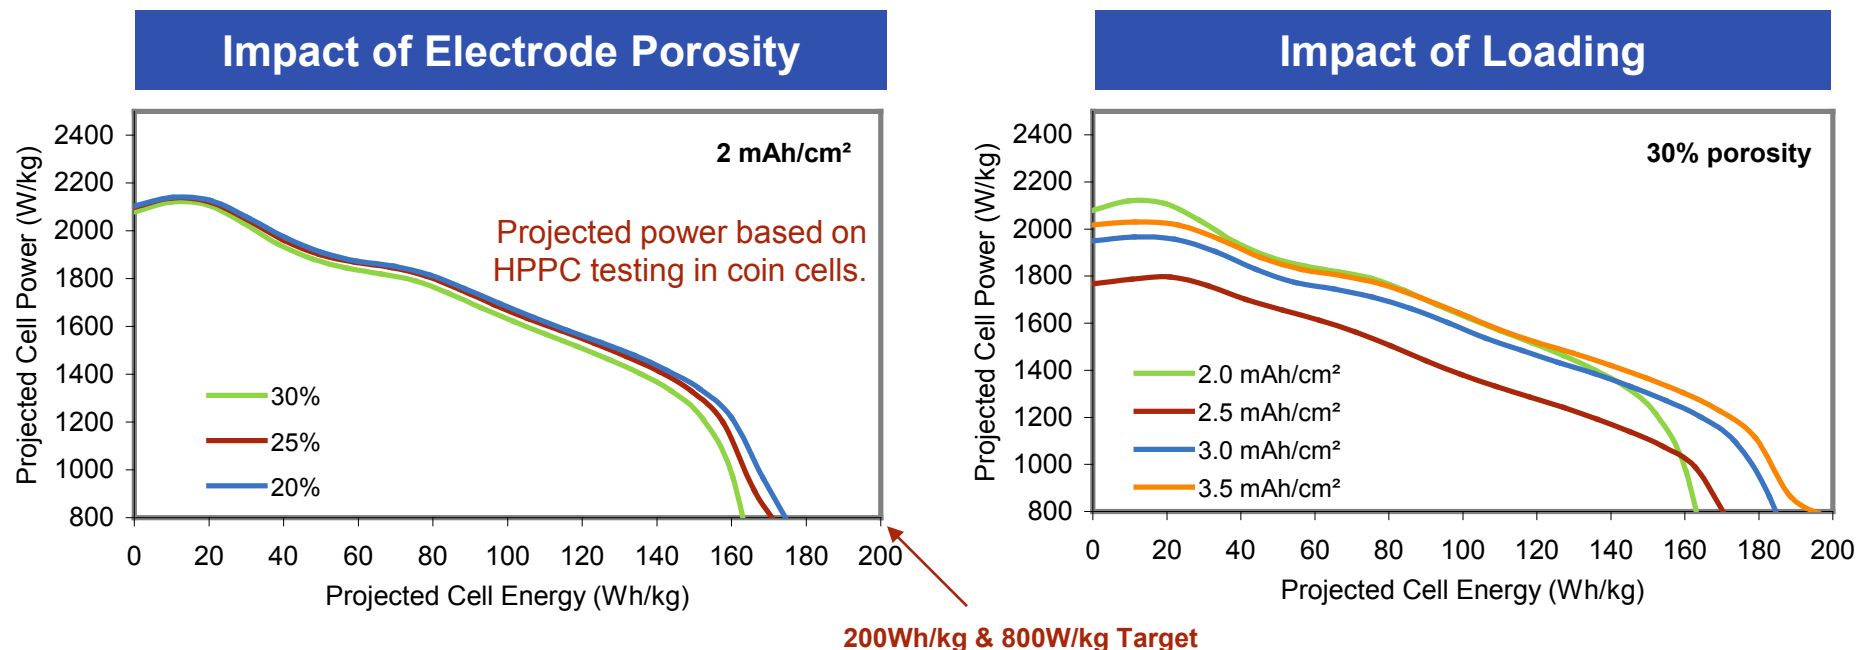 Impact of Electrode Porosity
2400
2200
2000
1800
1600
1400
1200
1000
800
0 20 40 60 80 100 120 140 160 180 200
Projected Cell Power (W/kg)
Projected Cell Energy (Wh/kg)
2 mAh/cm²
Projected power based on
HPPC testing in coin cells.
30%
25%
20%
Impact of Loading
2400
2200
2000
1800
1600
1400
1200
1000
800
0 20 40 60 80 100 120 140 160 180 200
Projected Cell Power (W/kg)
Projected Cell Energy (Wh/kg)
30% porosity
2.0 mAh/cm²
2.5 mAh/cm²
3.0 mAh/cm²
3.5 mAh/cm²
200Wh/kg & 800W/kg Target